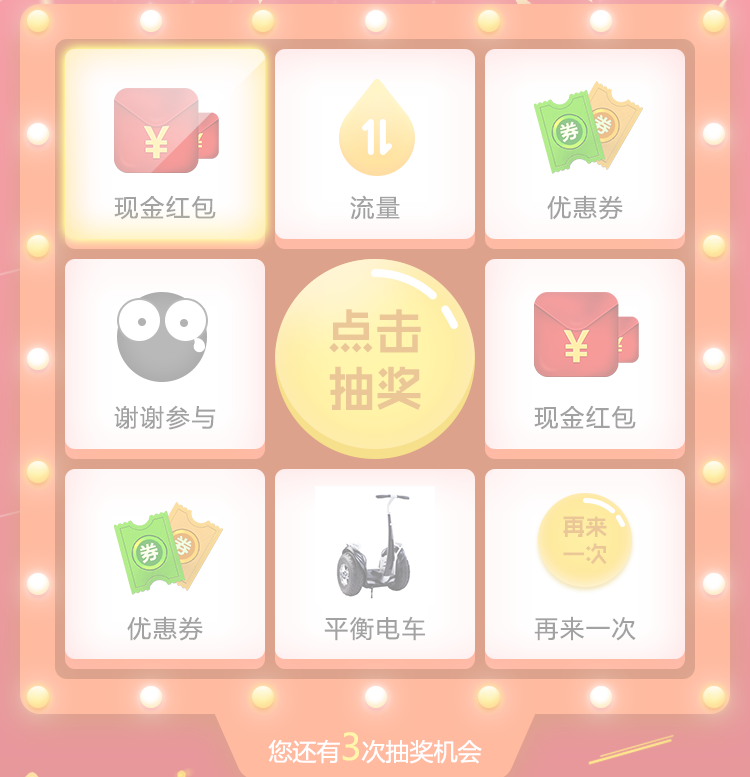 ¥
¥
现金红包
流量
券
券
优惠券
谢谢参与
点击
抽奖
¥
¥
现金红包
券
券
优惠券
平衡电车
再来
一次
再来一次
您还有3次抽奖机会